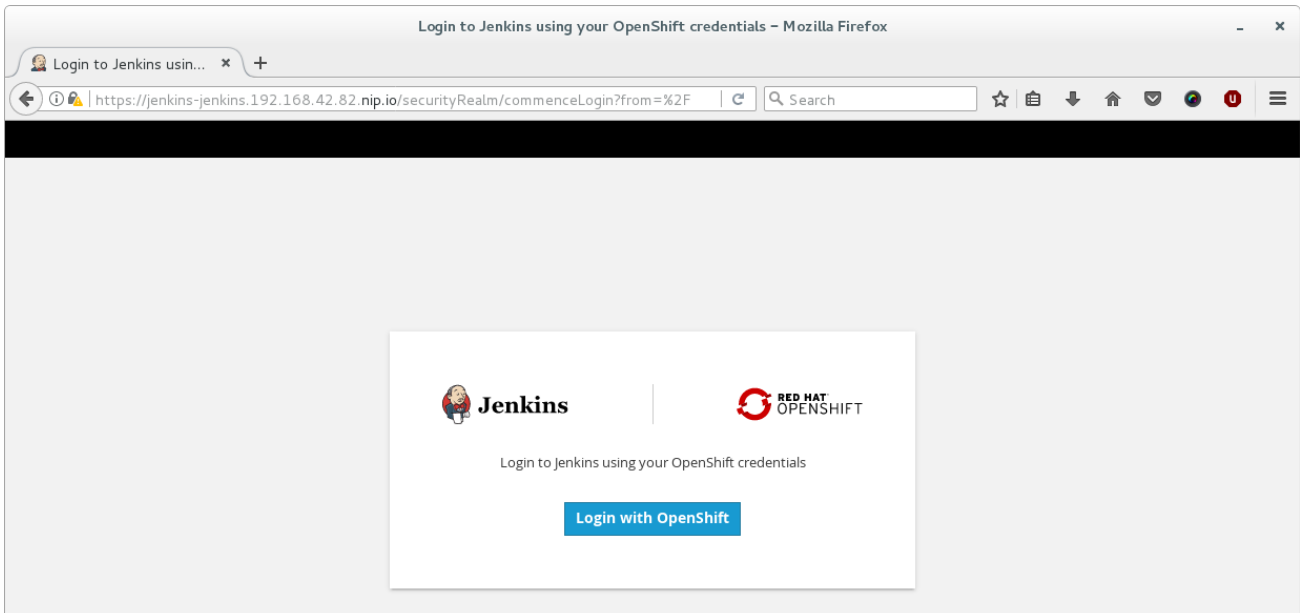 Login to Jenkins using your OpenShift credentials – Mozilla Firefox
Login to Jenkins usin...
https://jenkins-jenkins.192.168.42.82.nip.io/securityRealm/commenceLogin?from=%2F
Search
Jenkins
RED HAT
OPENSHIFT
Login to Jenkins using your OpenShift credentials
Login with OpenShift